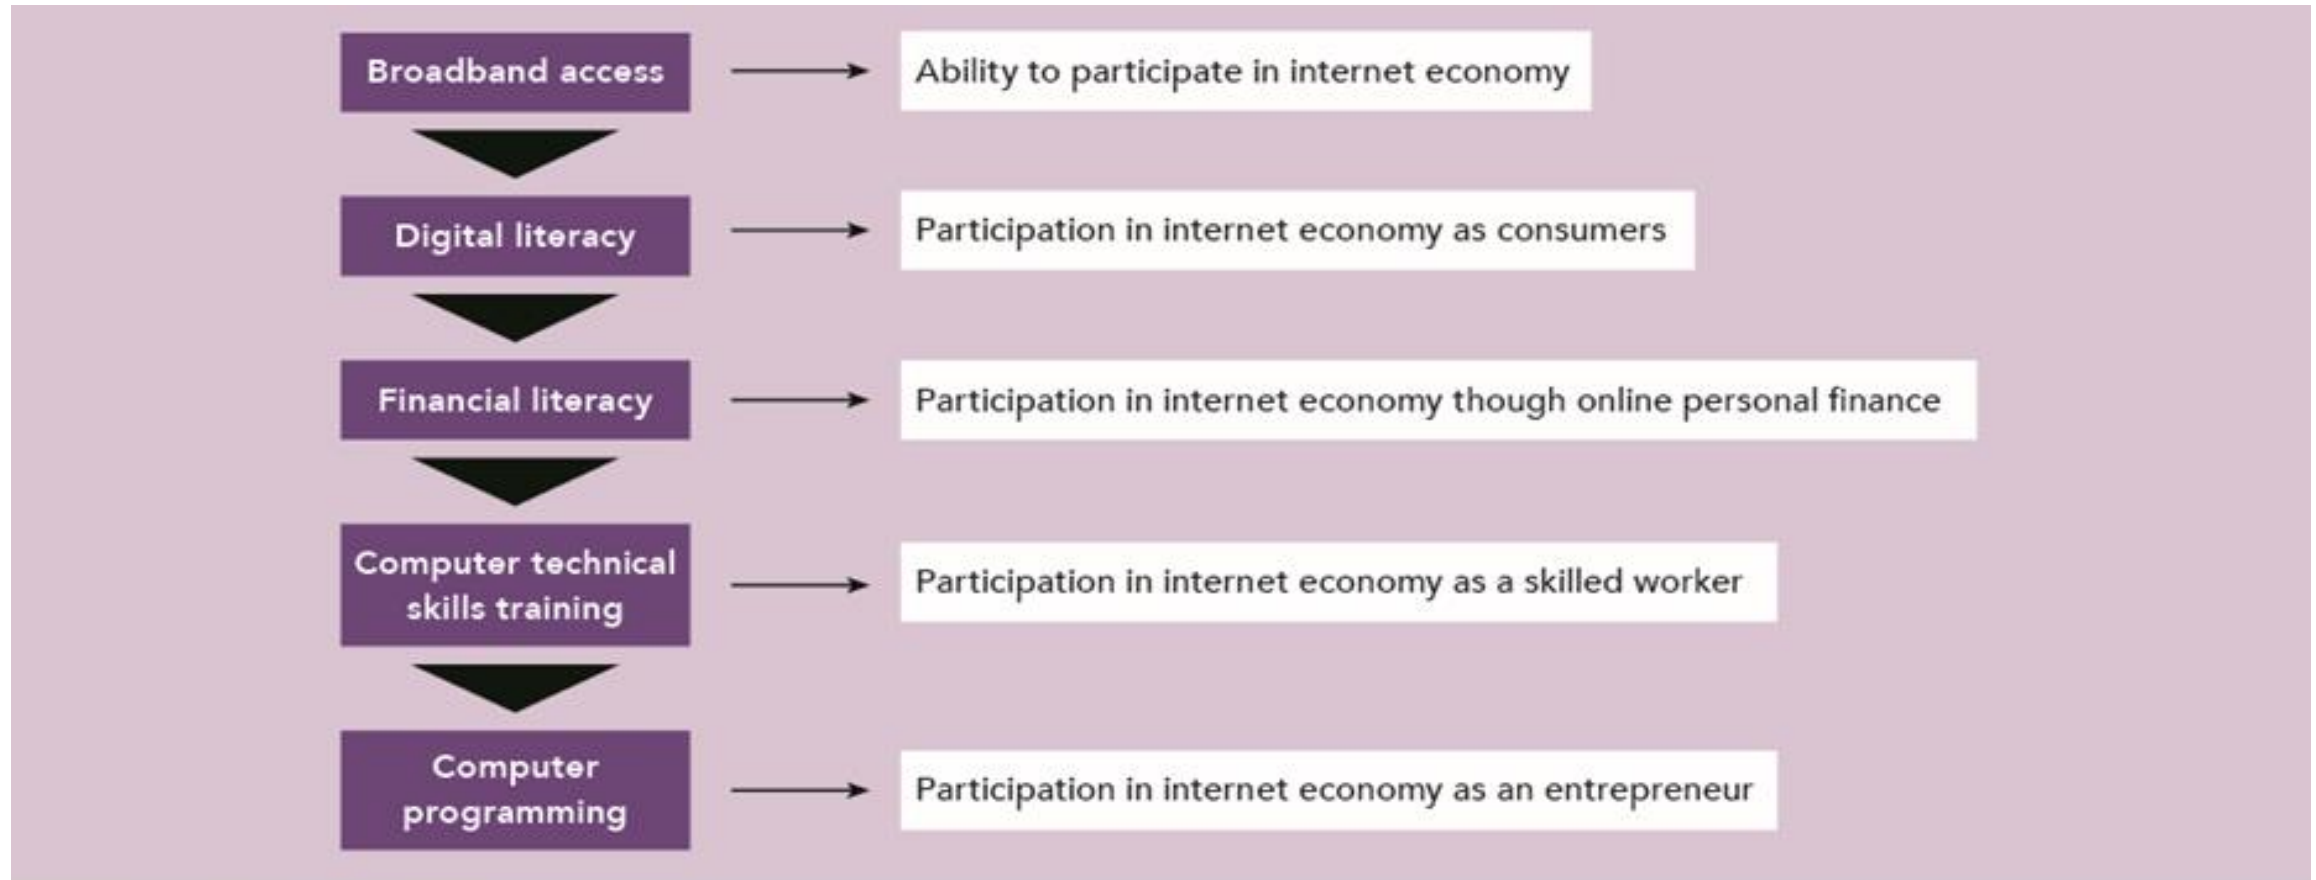 Broadband access
Ability to participate in internet economy
Digital literacy
Participation in internet economy as consumers
Financial literacy
Participation in internet economy though online personal finance
Computer technical
skills training
Participation in internet economy as a skilled worker
Computer
programming
Participation in internet economy as an entrepreneur